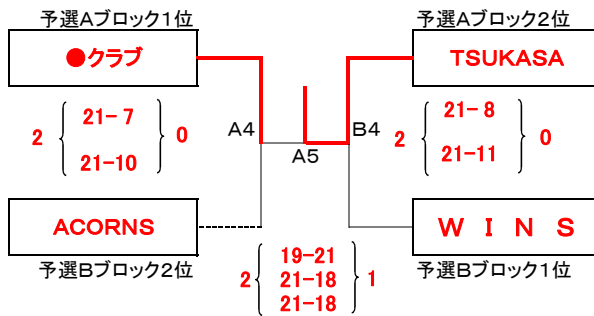 予選Aブロック1位 予選Aブロック2位
●クラブ TSUKASA
A4 B4
A5
2 21-7 0 2 21-8 0
21-10 21-11
ACORNS WINS
予選Bブロック2位 予選Bブロック1位
19-21
2 21-18 1
21-18